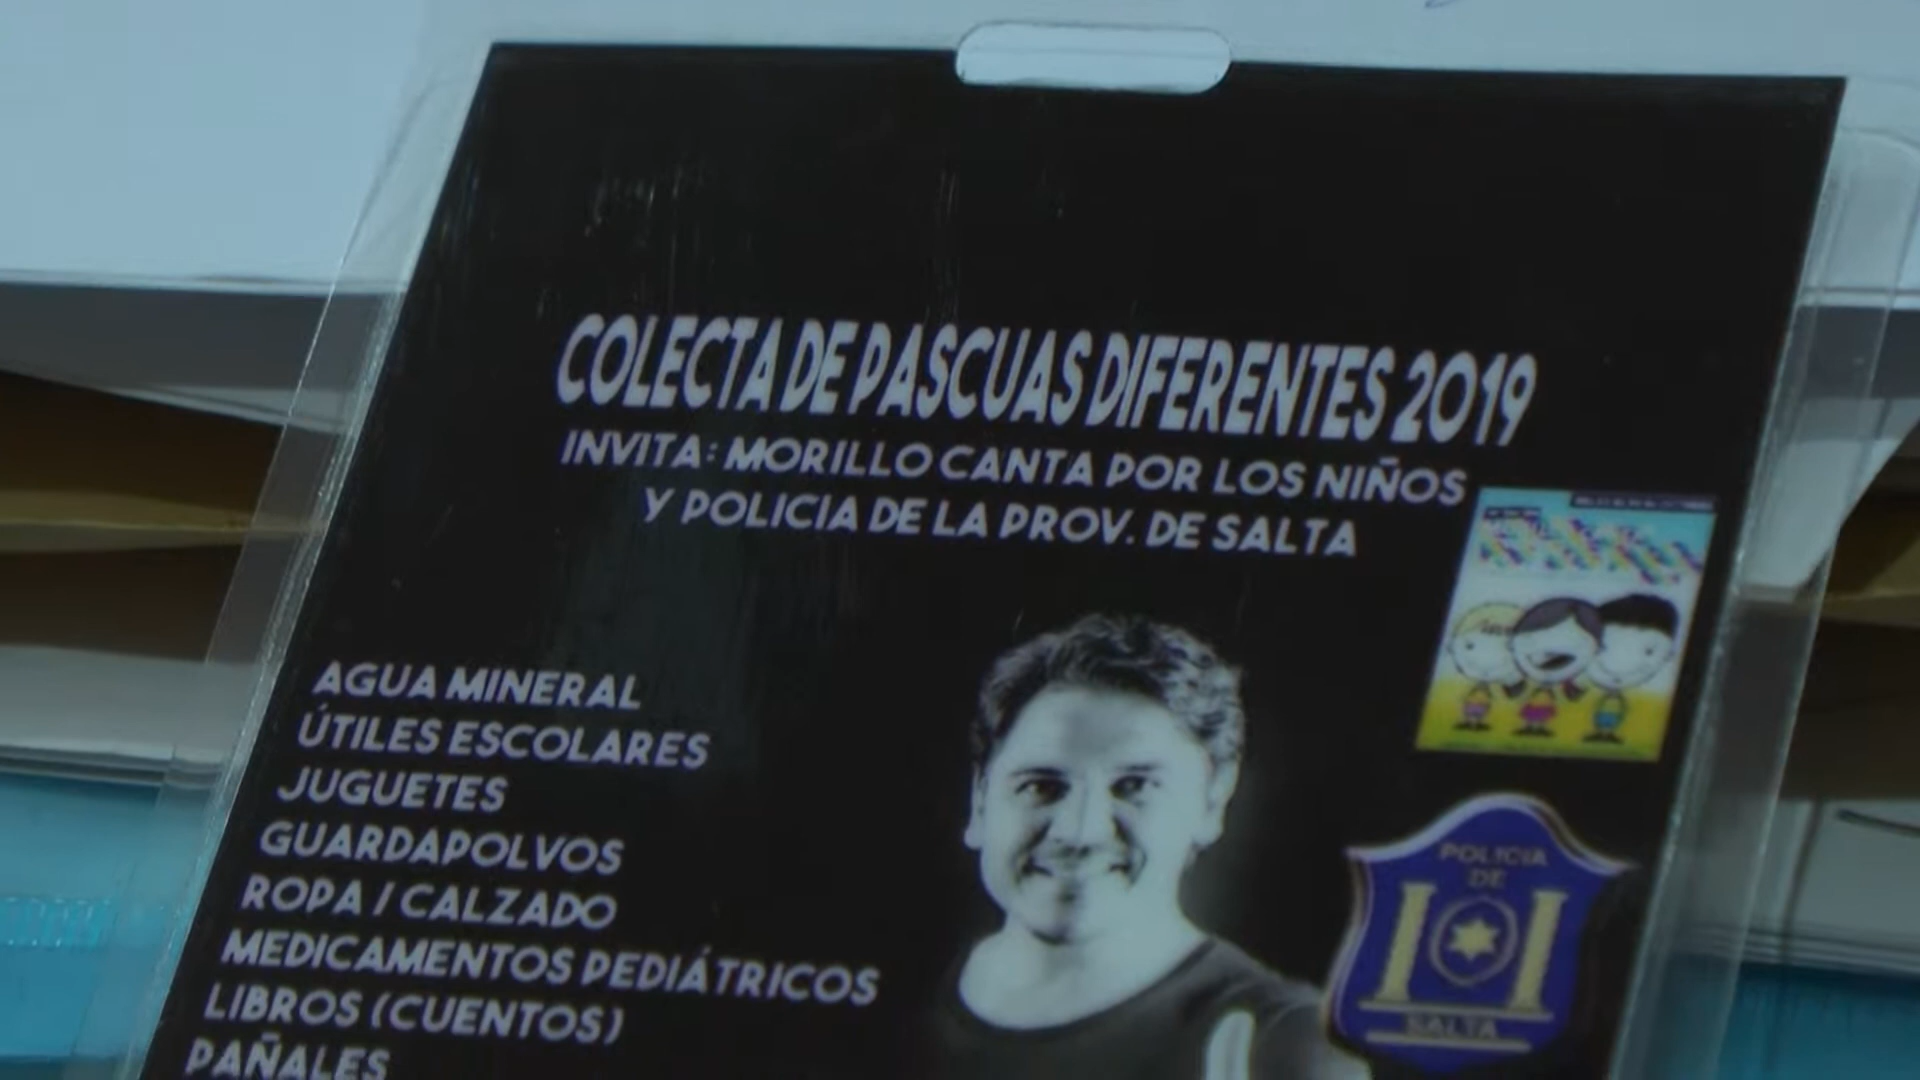 COLECTA DE PASCUAS DIFERENTES 2019
INVITA: MORILLO CANTA POR LOS NIÑOS
Y POLICIA DE LA PROV. DE SALTA
AGUA MINERAL
ÚTILES ESCOLARES
JUGUETES
GUARDAPOLVOS
ROPA / CALZADO
MEDICAMENTOS PEDIÁTRICOS
LIBROS (CUENTOS)
PAÑALES
POLICIA
DE
SALTA